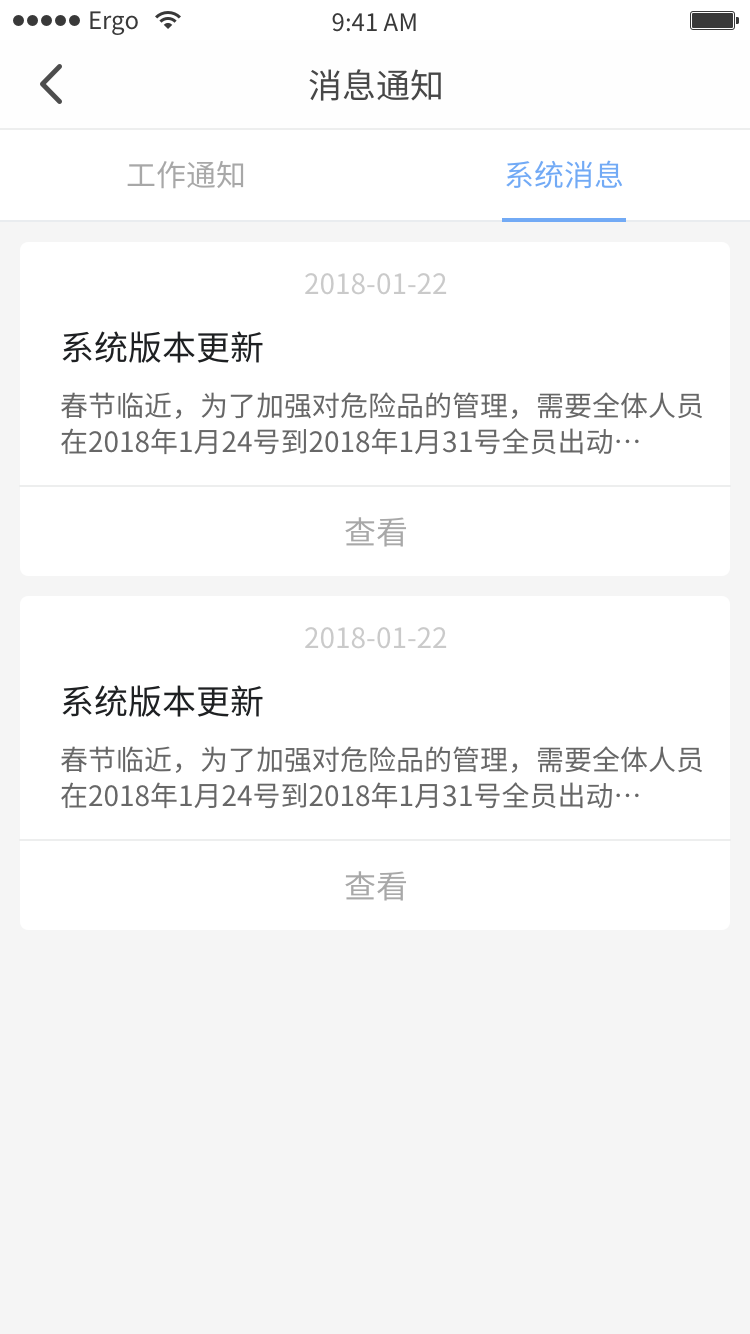 Ergo 9:41 AM
消息通知
工作通知 系统消息
2018-01-22
系统版本更新
春节临近，为了加强对危险品的管理，需要全体人员
在2018年1月24号到2018年1月31号全员出动…
查看
2018-01-22
系统版本更新
春节临近，为了加强对危险品的管理，需要全体人员
在2018年1月24号到2018年1月31号全员出动…
查看